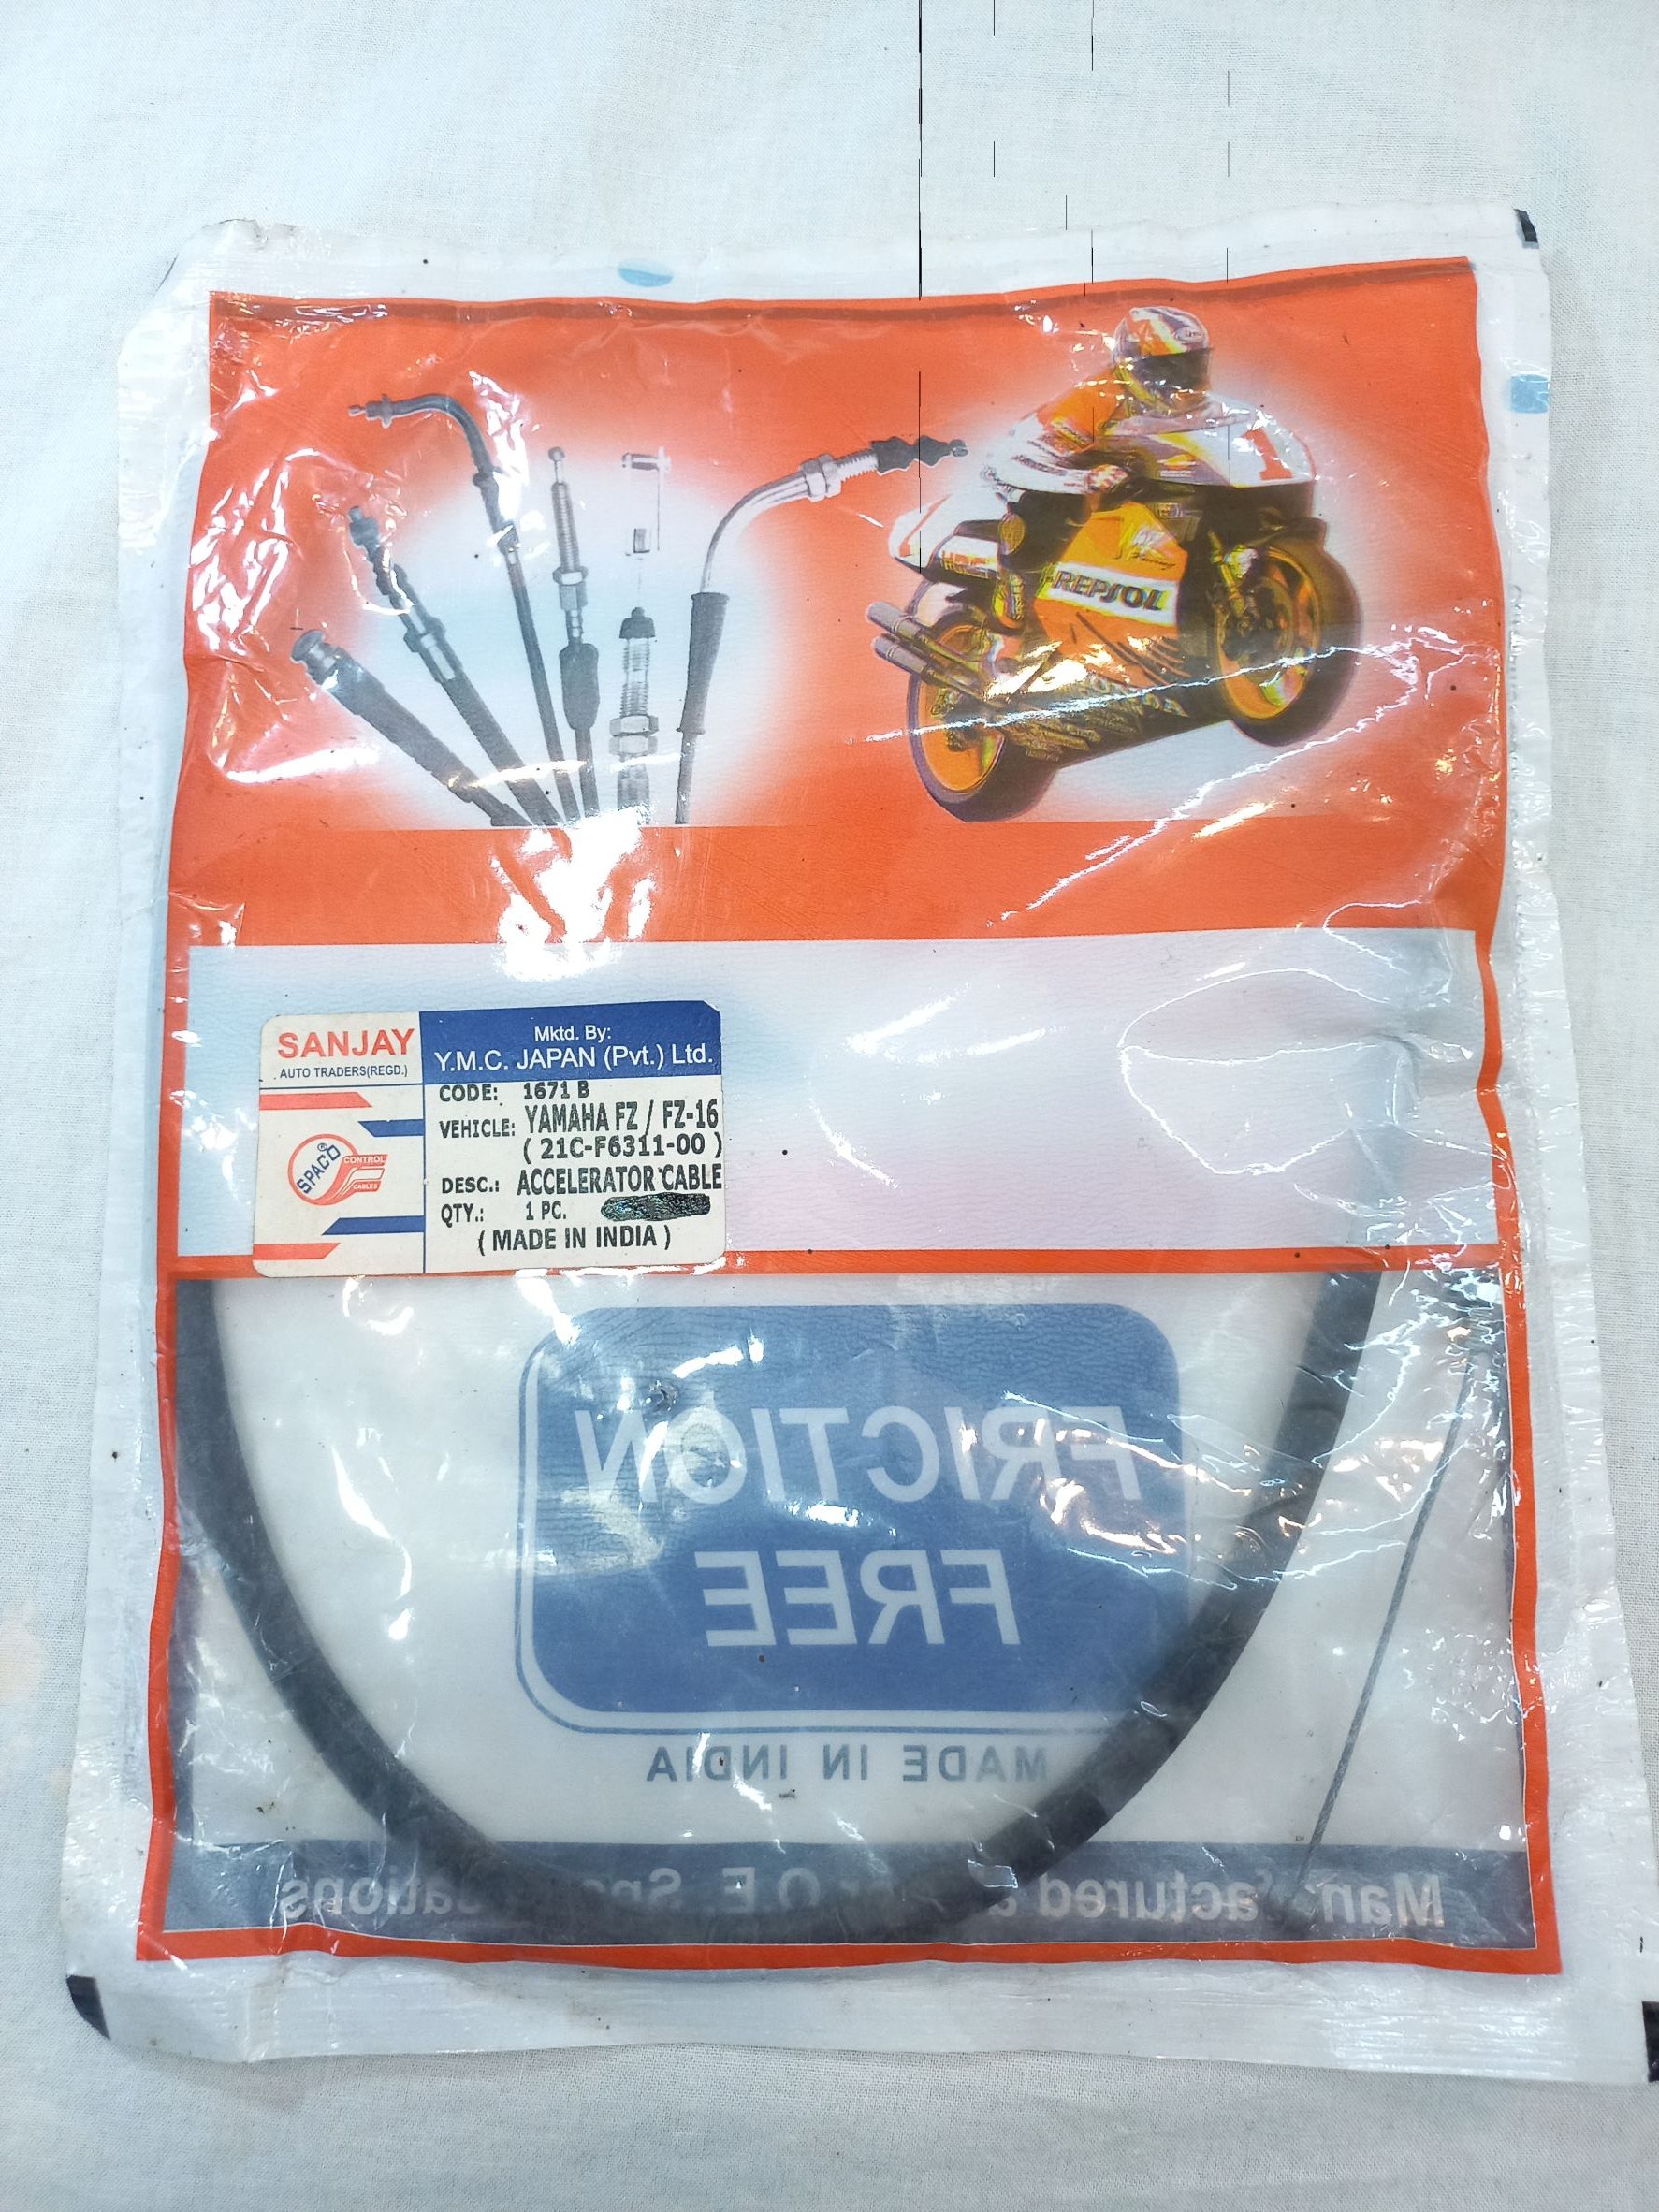 REPSOL
SANJAY
AUTO TRADERS(REGD.)
Mktd. By:
Y.M.C. JAPAN (Pvt.) Ltd.
SPACO ®
CONTROL
CABLES
CODE: 1671 B
VEHICLE: YAMAHA FZ / FZ-16
( 21C-F6311-00 )
DESC.: ACCELERATOR CABLE
QTY.: 1 PC.
( MADE IN INDIA )
FRICTION
FREE
MADE IN INDIA